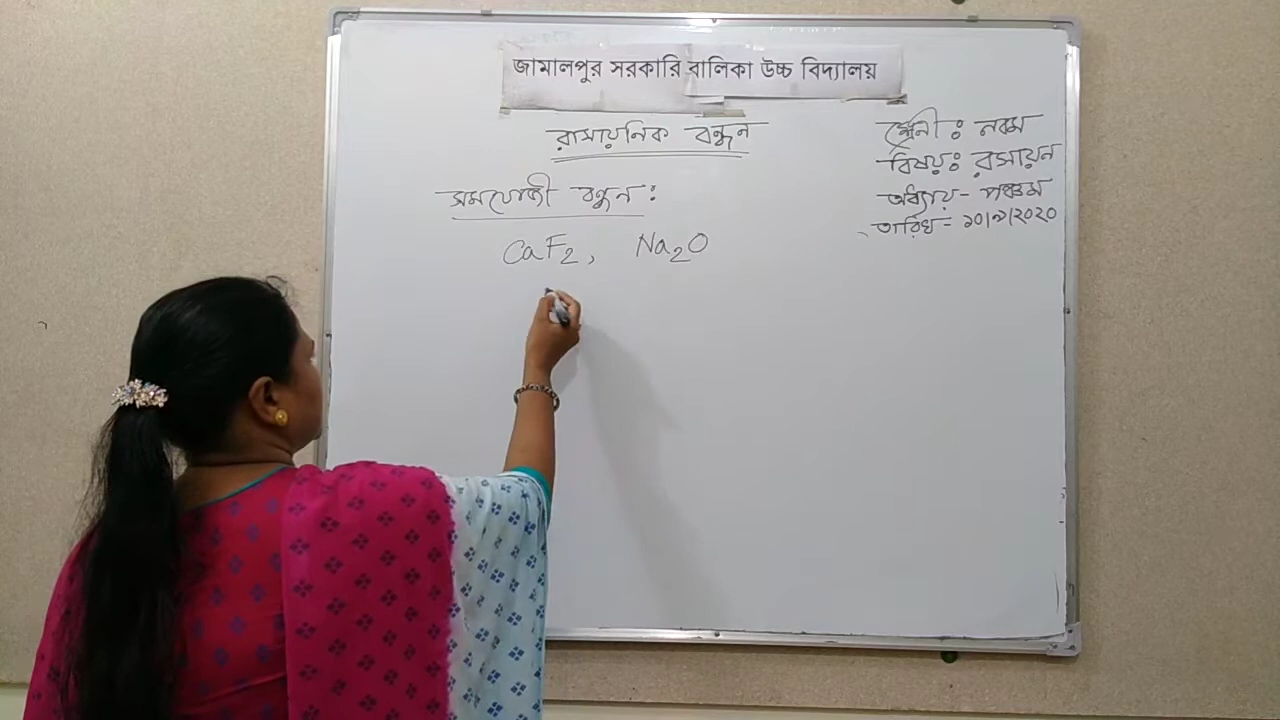 জামালপুর সরকারি বালিকা উচ্চ বিদ্যালয়
রাসায়নিক বন্ধন
শ্রেনী : নবম
বিষয়: রসায়ন
অধ্যায় - পঞ্চম
তারিখ - ১০/৯/২০২০
সমযোজী বন্ধন :
CaF₂, Na₂O